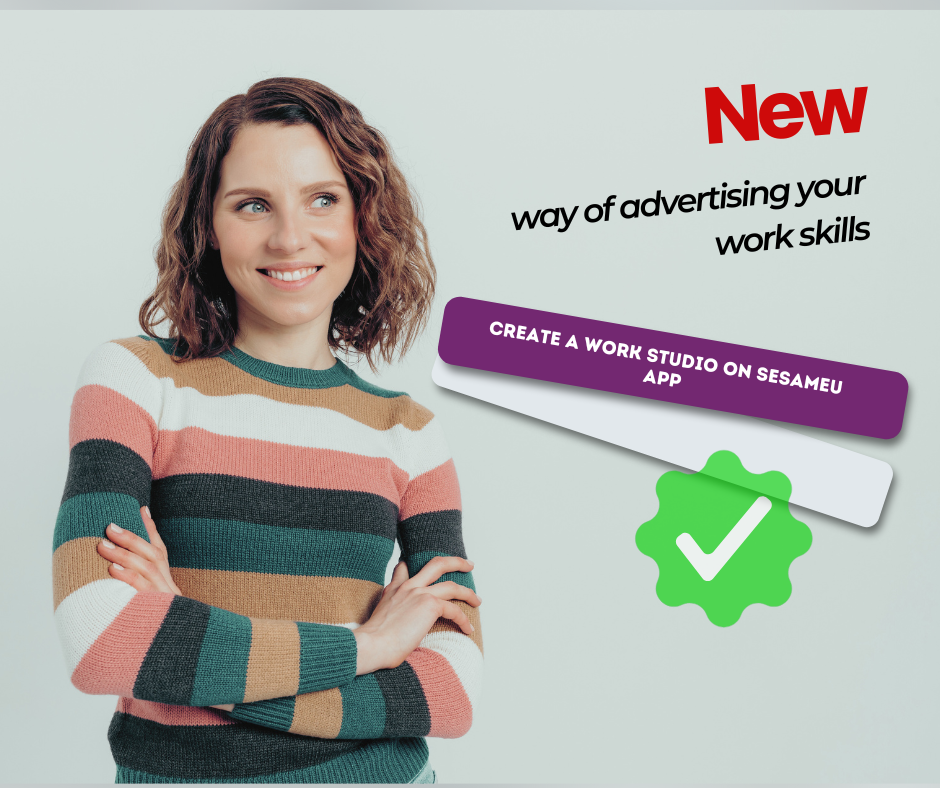 New
way of advertising your
work skills
CREATE A WORK STUDIO ON SESAMEU
APP